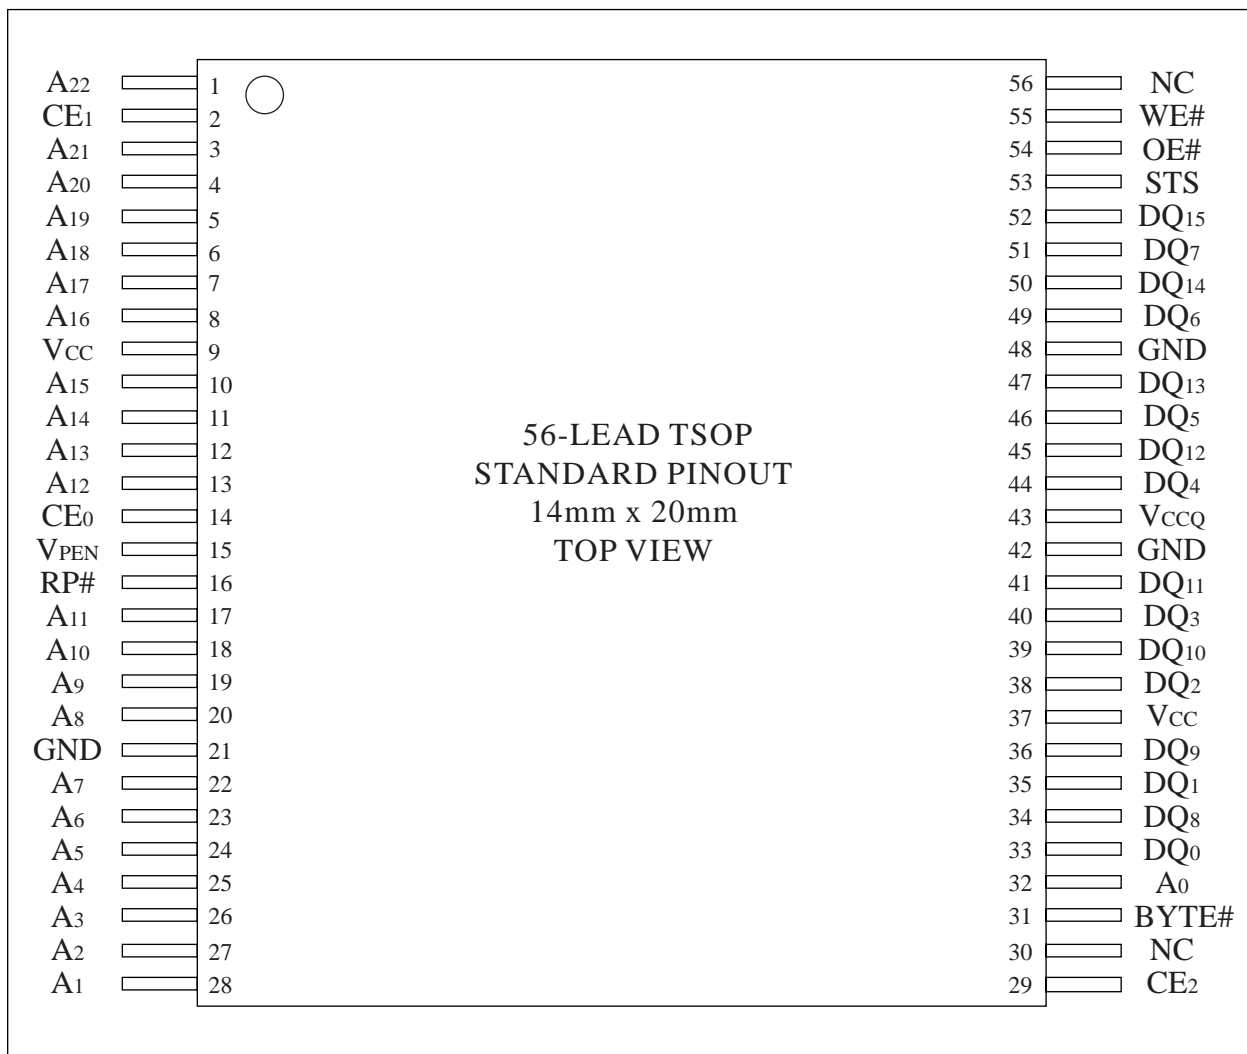 A22 1 56 NC
CE1 2 55 WE#
A21 3 54 OE#
A20 4 53 STS
A19 5 52 DQ15
A18 6 51 DQ7
A17 7 50 DQ14
A16 8 49 DQ6
VCC 9 48 GND
A15 10 47 DQ13
A14 11 46 DQ5
A13 12 45 DQ12
A12 13 44 DQ4
CE0 14 43 VCCQ
VPEN 15 42 GND
RP# 16 41 DQ11
A11 17 40 DQ3
A10 18 39 DQ10
A9 19 38 DQ2
A8 20 37 VCC
GND 21 36 DQ9
A7 22 35 DQ1
A6 23 34 DQ8
A5 24 33 DQ0
A4 25 32 A0
A3 26 31 BYTE#
A2 27 30 NC
A1 28 29 CE2
56-LEAD TSOP
STANDARD PINOUT
14mm x 20mm
TOP VIEW